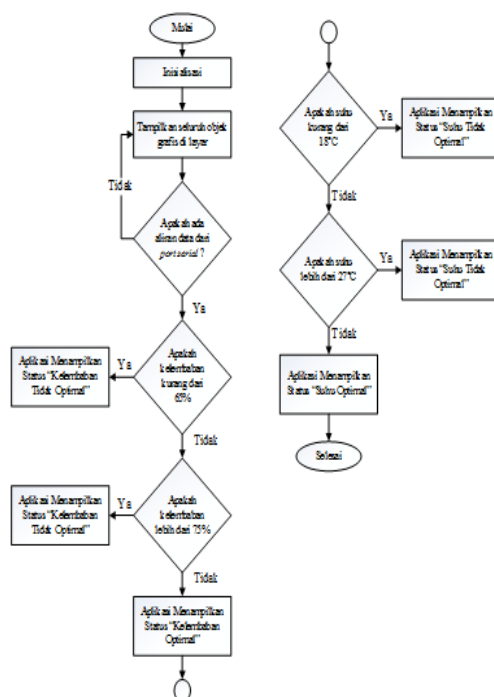 Mulai
Inisialisasi
Tampilkan seluruh objek
grafis di layar
Tidak
Apakah ada
aliran data dari
port serial ?
Ya
Apakah
kelembaban
kurang dari
65%
Ya
Aplikasi Menampilkan
Status “Kelembaban
Tidak Optimal”
Tidak
Apakah
kelembaban
lebih dari 75%
Ya
Aplikasi Menampilkan
Status “Kelembaban
Tidak Optimal”
Tidak
Aplikasi Menampilkan
Status “Kelembaban
Optimal”
Apakah suhu
kurang dari
18°C
Ya
Aplikasi Menampilkan
Status “Suhu Tidak
Optimal”
Tidak
Apakah suhu
lebih dari 27°C
Ya
Aplikasi Menampilkan
Status “Suhu Tidak
Optimal”
Tidak
Aplikasi Menampilkan
Status “Suhu Optimal”
Selesai